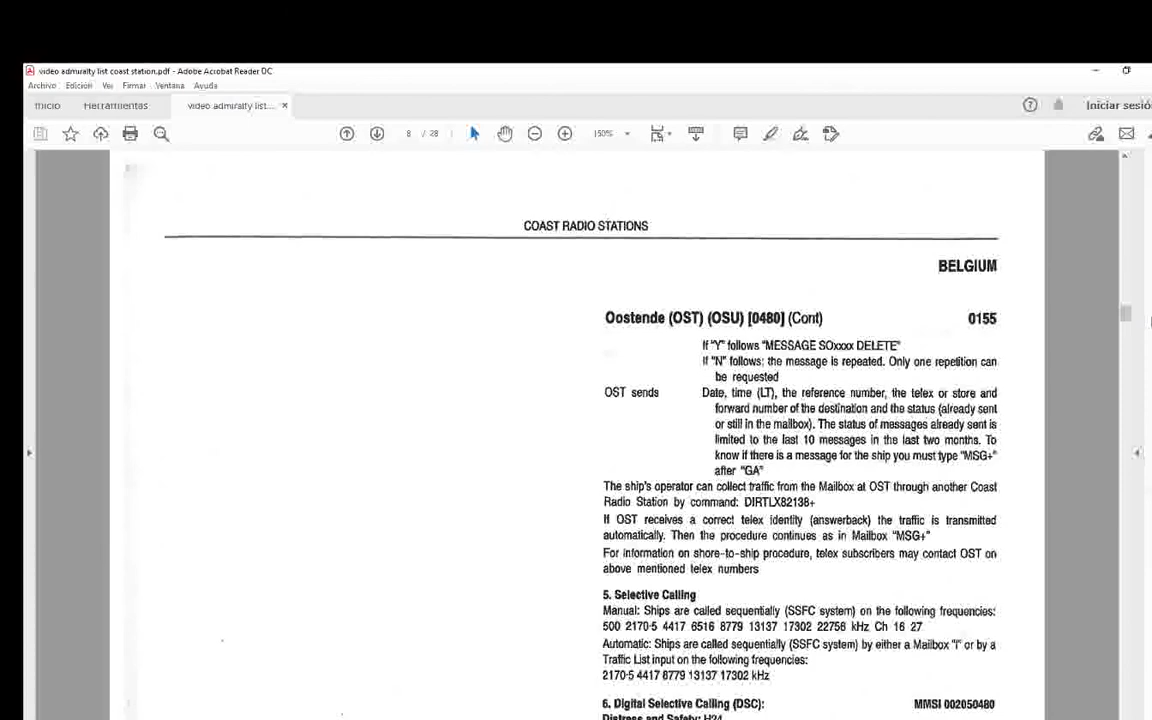 video admiralty list coast station.pdf - Adobe Acrobat Reader DC
Archivo Edición Ver Firmar Ventana Ayuda
Inicio Herramientas video admiralty list... ×
8 / 28 150%
Iniciar sesió
COAST RADIO STATIONS
BELGIUM
Oostende (OST) (OSU) [0480] (Cont) 0155
If "Y" follows "MESSAGE SOxxxx DELETE"
If "N" follows: the message is repeated. Only one repetition can
be requested
OST sends Date, time (LT), the reference number, the telex or store and
forward number of the destination and the status (already sent
or still in the mailbox). The status of messages already sent is
limited to the last 10 messages in the last two months. To
know if there is a message for the ship you must type "MSG+"
after "GA"
The ship's operator can collect traffic from the Mailbox at OST through another Coast
Radio Station by command: DIRTLX82138+
If OST receives a correct telex identity (answerback) the traffic is transmitted
automatically. Then the procedure continues as in Mailbox "MSG+"
For information on shore-to-ship procedure, telex subscribers may contact OST on
above mentioned telex numbers
5. Selective Calling
Manual: Ships are called sequentially (SSFC system) on the following frequencies:
500 2170·5 4417 6516 8779 13137 17302 22756 kHz Ch 16 27
Automatic: Ships are called sequentially (SSFC system) by either a Mailbox "I" or by a
Traffic List input on the following frequencies:
2170·5 4417 8779 13137 17302 kHz
6. Digital Selective Calling (DSC): MMSI 002050480
Distress and Safety: H24